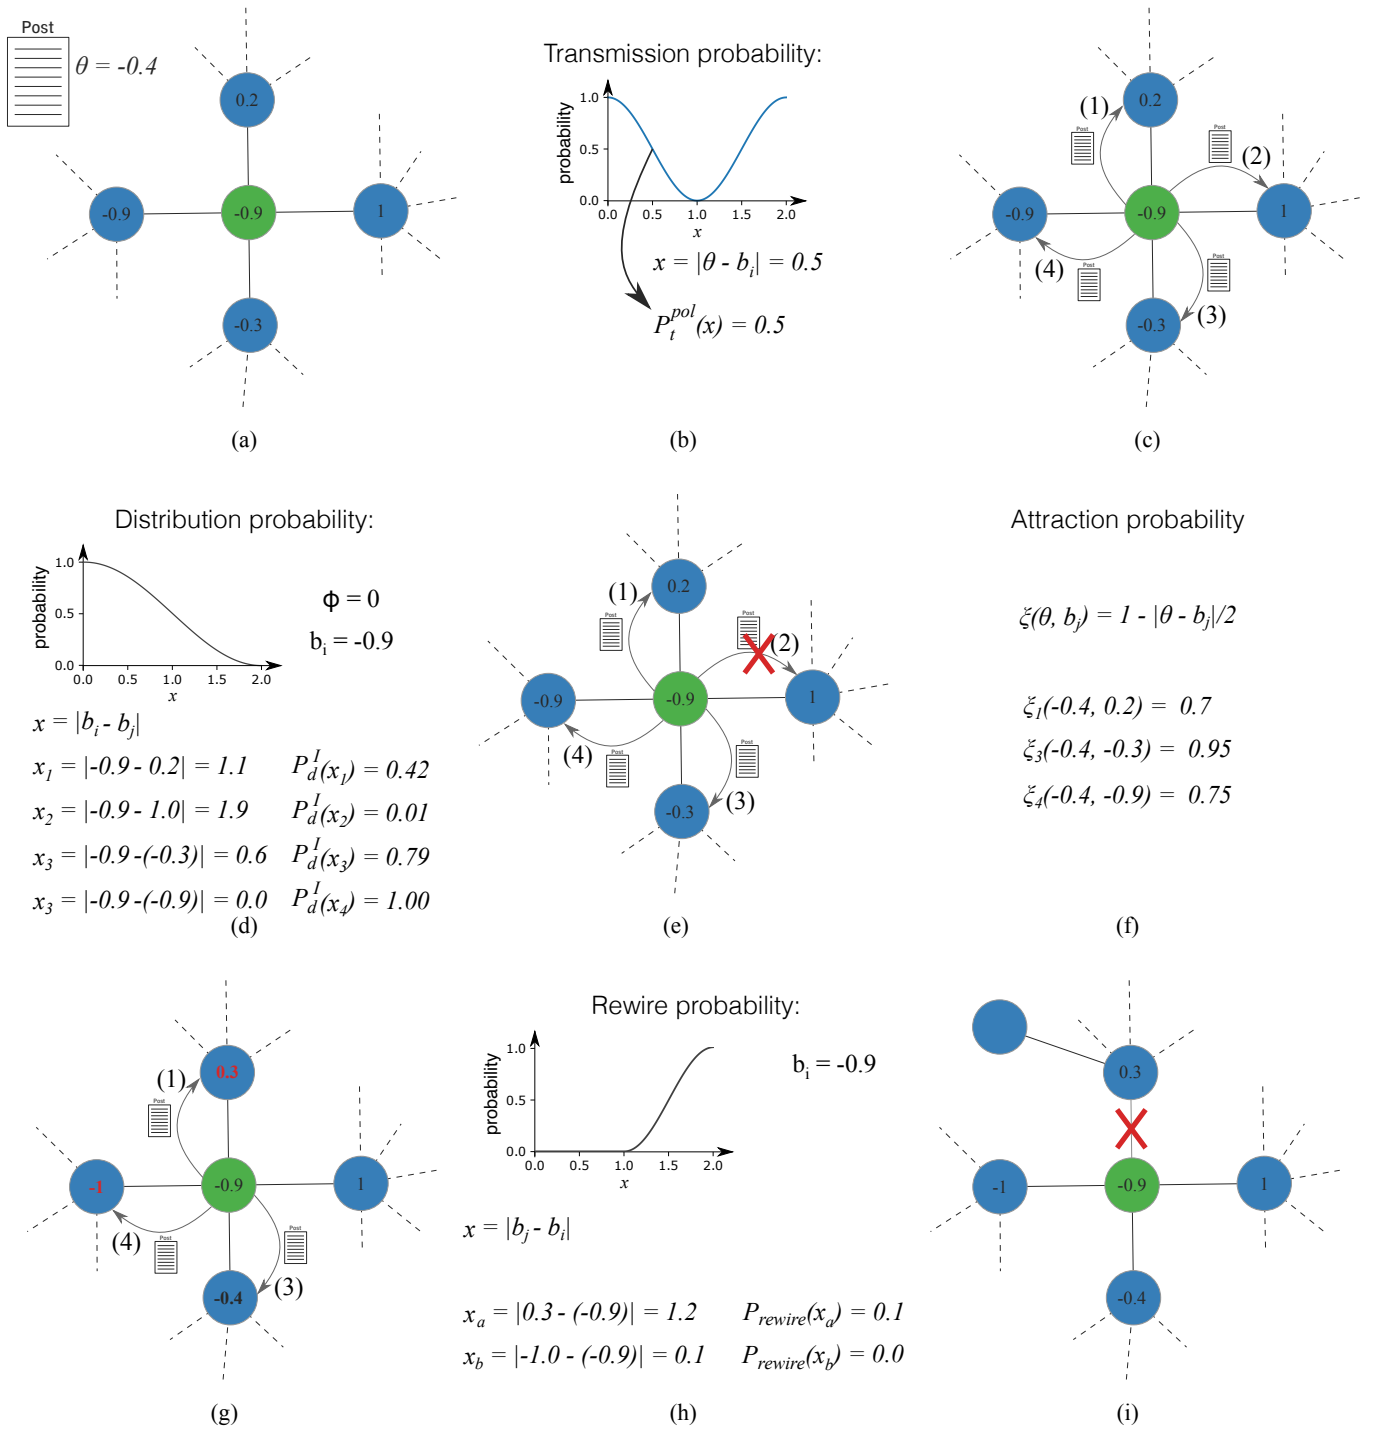 Post
θ = -0.4
0.2
-0.9
-0.9
1
-0.3
(a)
Transmission probability:
probability
1.0
0.5
0.0
0.0 0.5 1.0 1.5 2.0
x
x = |θ - b_i| = 0.5
P_t^pol(x) = 0.5
(b)
(1)
0.2
Post
Post
(2)
-0.9
-0.9
1
(4)
Post
Post
-0.3
(3)
(c)
Distribution probability:
probability
1.0
0.5
0.0
0.0 0.5 1.0 1.5 2.0
x
ϕ = 0
b_i = -0.9
x = |b_i - b_j|
x_1 = |-0.9 - 0.2| = 1.1 P_d^I(x_1) = 0.42
x_2 = |-0.9 - 1.0| = 1.9 P_d^I(x_2) = 0.01
x_3 = |-0.9 -(-0.3)| = 0.6 P_d^I(x_3) = 0.79
x_3 = |-0.9 -(-0.9)| = 0.0 P_d^I(x_4) = 1.00
(d)
0.2
(1)
Post
Post
(2)
-0.9
-0.9
1
(4)
Post
Post
-0.3
(3)
(e)
Attraction probability
ξ(θ, b_j) = 1 - |θ - b_j|/2
ξ_1(-0.4, 0.2) = 0.7
ξ_3(-0.4, -0.3) = 0.95
ξ_4(-0.4, -0.9) = 0.75
(f)
0.3
(1)
Post
-1
-0.9
1
(4)
Post
Post
-0.4
(3)
(g)
Rewire probability:
probability
1.0
0.5
0.0
0.0 0.5 1.0 1.5 2.0
x
b_i = -0.9
x = |b_j - b_i|
x_a = |0.3 - (-0.9)| = 1.2 P_rewire(x_a) = 0.1
x_b = |-1.0 - (-0.9)| = 0.1 P_rewire(x_b) = 0.0
(h)
0.3
-1
-0.9
1
-0.4
(i)